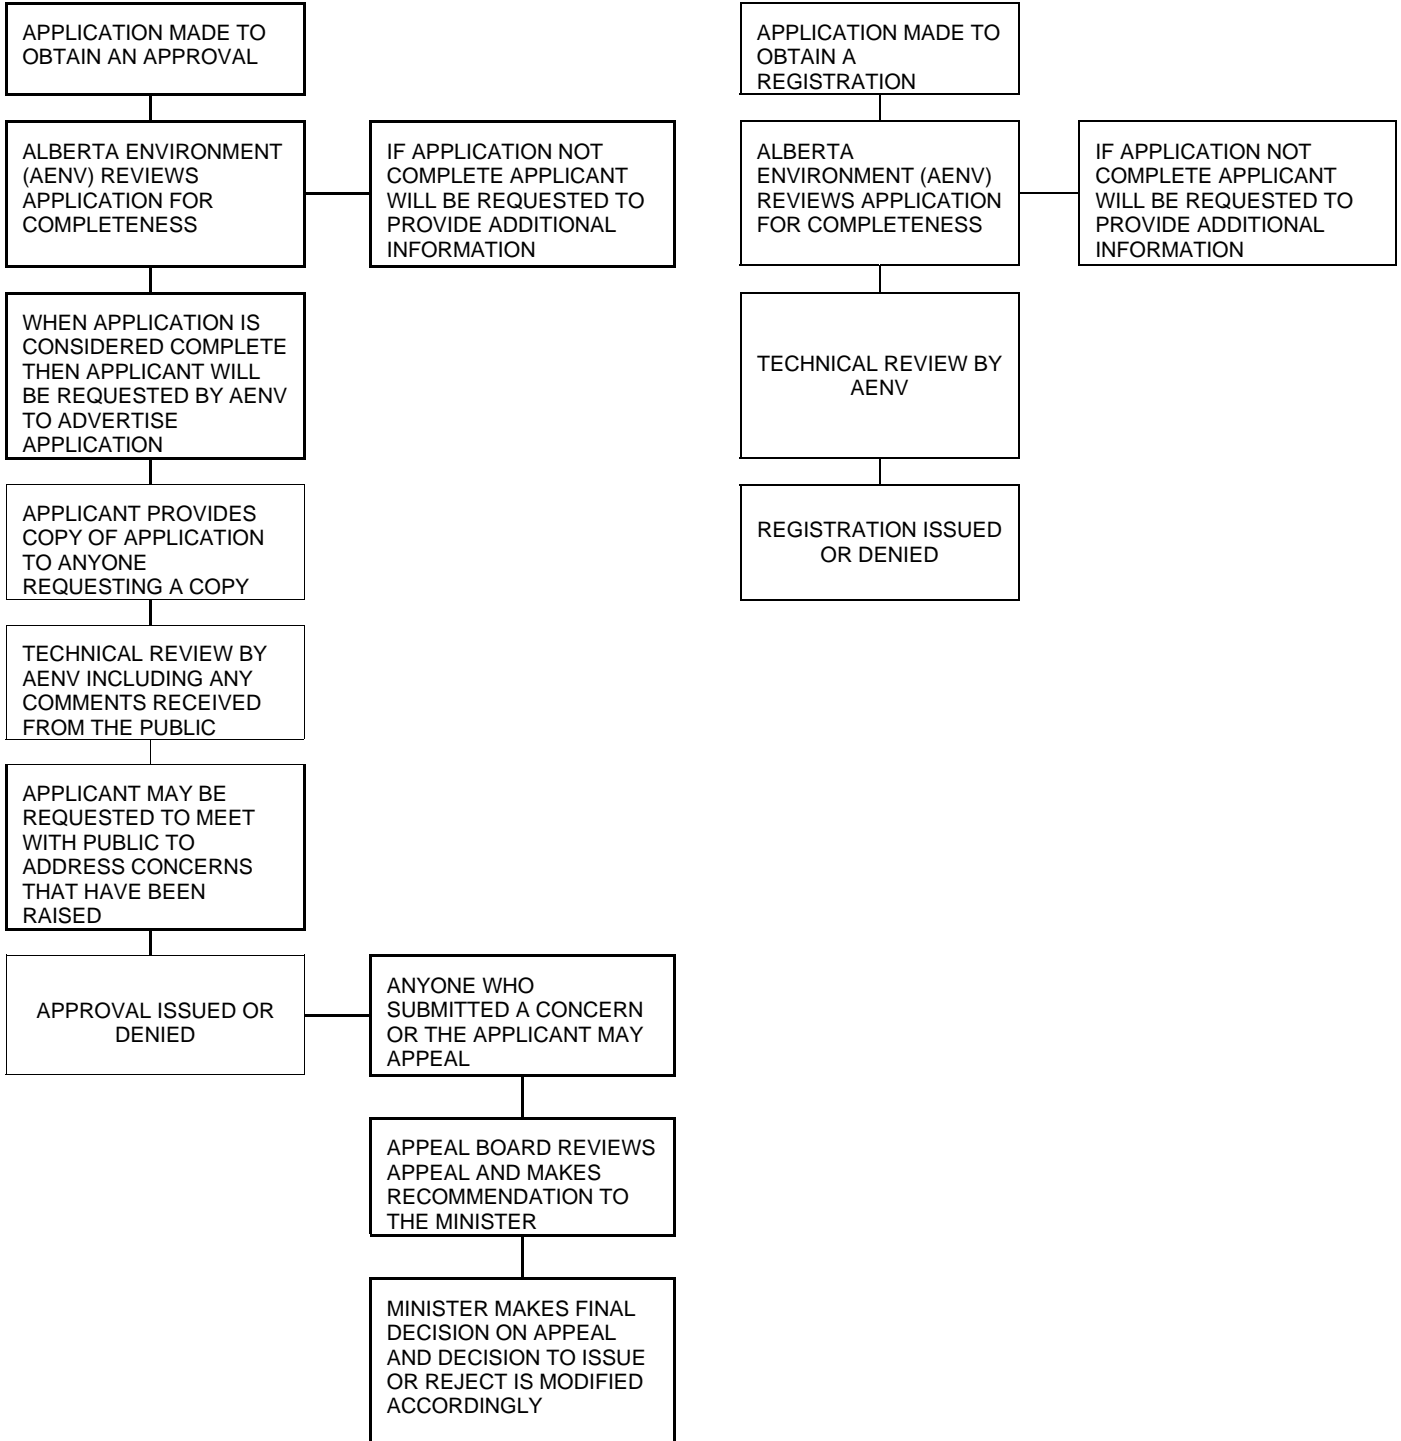 APPLICATION MADE TO
OBTAIN AN APPROVAL
ALBERTA ENVIRONMENT
(AENV) REVIEWS
APPLICATION FOR
COMPLETENESS
IF APPLICATION NOT
COMPLETE APPLICANT
WILL BE REQUESTED TO
PROVIDE ADDITIONAL
INFORMATION
WHEN APPLICATION IS
CONSIDERED COMPLETE
THEN APPLICANT WILL
BE REQUESTED BY AENV
TO ADVERTISE
APPLICATION
APPLICANT PROVIDES
COPY OF APPLICATION
TO ANYONE
REQUESTING A COPY
TECHNICAL REVIEW BY
AENV INCLUDING ANY
COMMENTS RECEIVED
FROM THE PUBLIC
APPLICANT MAY BE
REQUESTED TO MEET
WITH PUBLIC TO
ADDRESS CONCERNS
THAT HAVE BEEN
RAISED
APPROVAL ISSUED OR
DENIED
ANYONE WHO
SUBMITTED A CONCERN
OR THE APPLICANT MAY
APPEAL
APPEAL BOARD REVIEWS
APPEAL AND MAKES
RECOMMENDATION TO
THE MINISTER
MINISTER MAKES FINAL
DECISION ON APPEAL
AND DECISION TO ISSUE
OR REJECT IS MODIFIED
ACCORDINGLY
APPLICATION MADE TO
OBTAIN A
REGISTRATION
ALBERTA
ENVIRONMENT (AENV)
REVIEWS APPLICATION
FOR COMPLETENESS
IF APPLICATION NOT
COMPLETE APPLICANT
WILL BE REQUESTED TO
PROVIDE ADDITIONAL
INFORMATION
TECHNICAL REVIEW BY
AENV
REGISTRATION ISSUED
OR DENIED